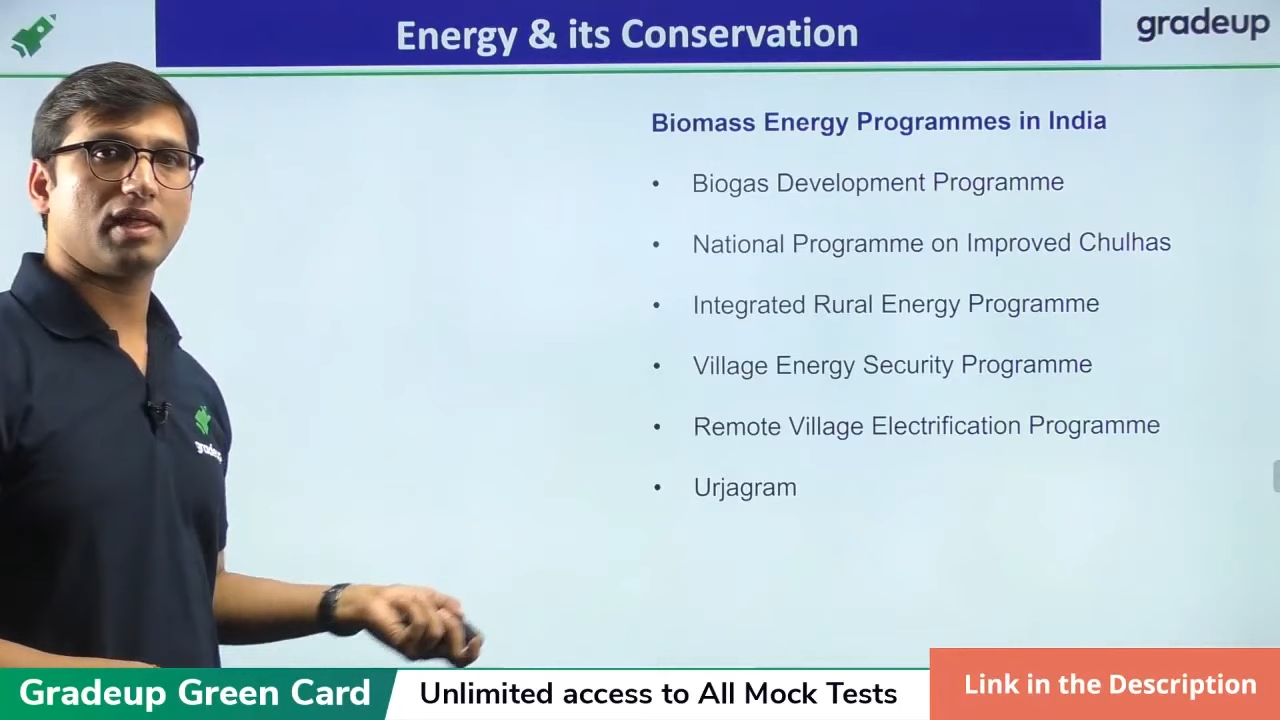 Energy & its Conservation
gradeup
Biomass Energy Programmes in India
• Biogas Development Programme
• National Programme on Improved Chulhas
• Integrated Rural Energy Programme
• Village Energy Security Programme
• Remote Village Electrification Programme
• Urjagram
gradeup
Gradeup Green Card
Unlimited access to All Mock Tests
Link in the Description